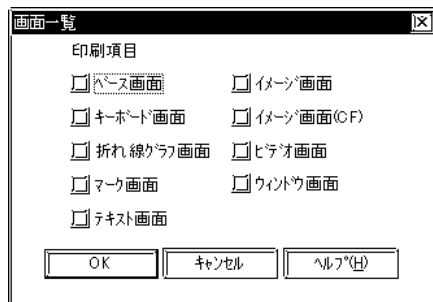 画面一覧
印刷項目
ﾍﾞｰｽ画面
ｲﾒｰｼﾞ画面
ｷｰﾎﾞｰﾄﾞ画面
ｲﾒｰｼﾞ画面(CF)
折れ線ｸﾞﾗﾌ画面
ﾋﾞﾃﾞｵ画面
ﾏｰｸ画面
ｳｨﾝﾄﾞｳ画面
ﾃｷｽﾄ画面
OK ｷｬﾝｾﾙ ﾍﾙﾌﾟ(H)